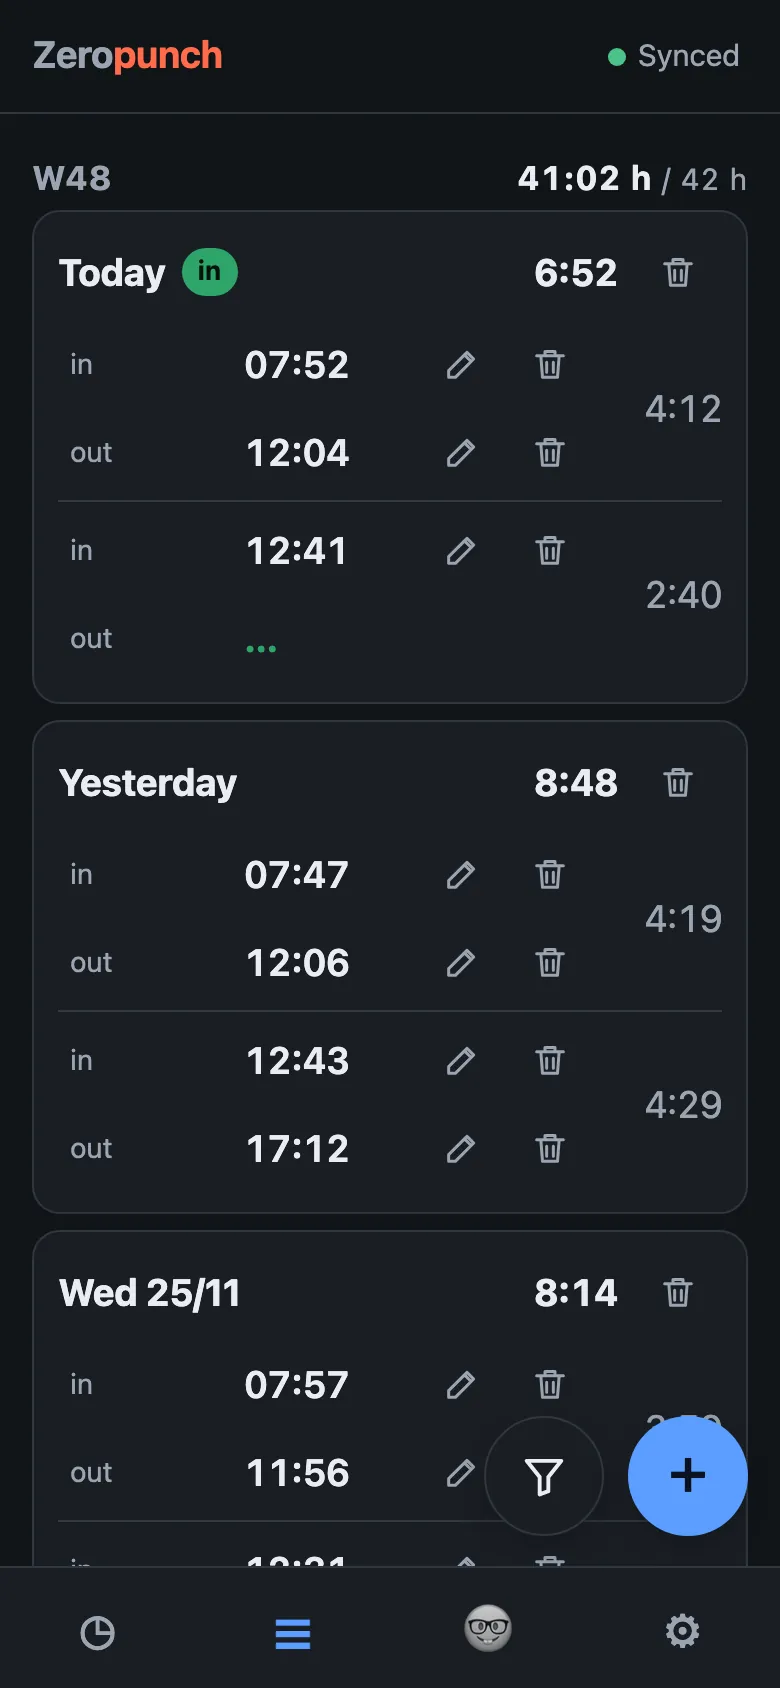 Zeropunch Synced
W48 41:02 h / 42 h
Today in 6:52
in 07:52
4:12
out 12:04
in 12:41
2:40
out ...
Yesterday 8:48
in 07:47
4:19
out 12:06
in 12:43
4:29
out 17:12
Wed 25/11 8:14
in 07:57
out 11:56